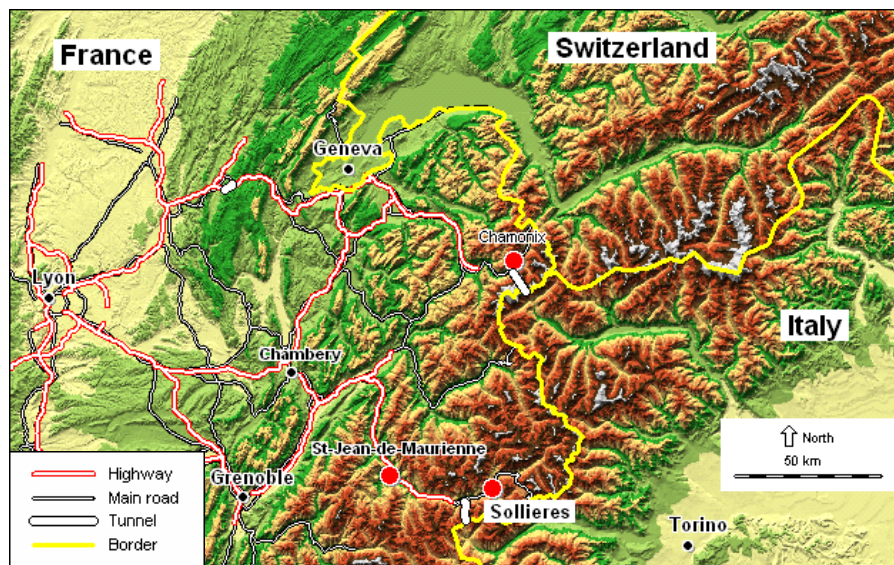 France
Switzerland
Geneva
Chamonix
Lyon
Italy
Chambery
St-Jean-de-Maurienne
North
50 km
Highway
Main road
Tunnel
Border
Grenoble
Sollieres
Torino